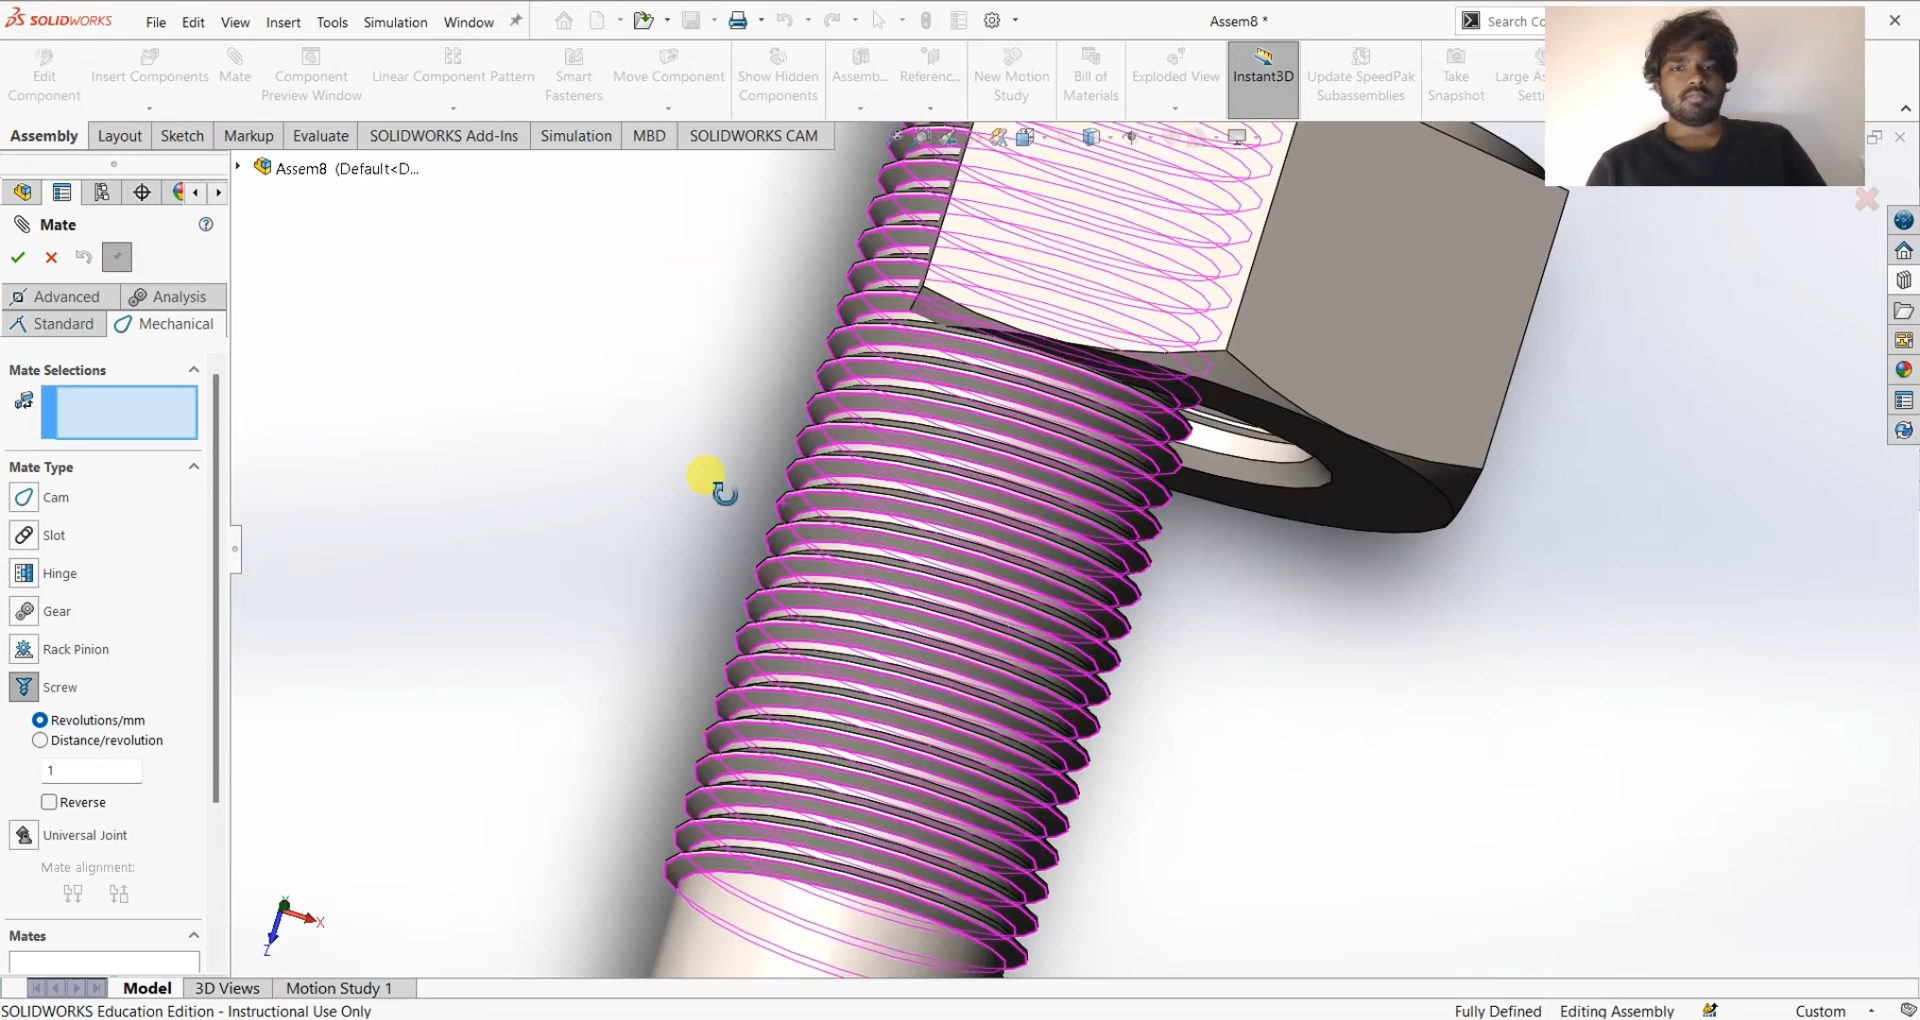 SOLIDWORKS File Edit View Insert Tools Simulation Window Assem8 * Search Co
Edit Component
Insert Components
Mate
Component Preview Window
Linear Component Pattern
Smart Fasteners
Move Component
Show Hidden Components
Assemb...
Referenc...
New Motion Study
Bill of Materials
Exploded View
Instant3D
Update SpeedPak Subassemblies
Take Snapshot
Large As Setti
Assembly Layout Sketch Markup Evaluate SOLIDWORKS Add-Ins Simulation MBD SOLIDWORKS CAM
Assem8 (Default<D...
Mate
Advanced Analysis
Standard Mechanical
Mate Selections
Mate Type
Cam
Slot
Hinge
Gear
Rack Pinion
Screw
Revolutions/mm
Distance/revolution
1
Reverse
Universal Joint
Mate alignment:
Mates
Y
X
Z
Model 3D Views Motion Study 1
SOLIDWORKS Education Edition - Instructional Use Only Fully Defined Editing Assembly Custom